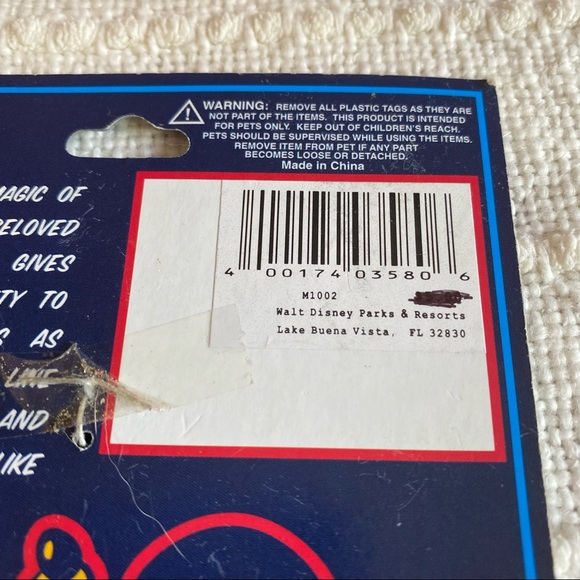 WARNING: REMOVE ALL PLASTIC TAGS AS THEY ARE
NOT PART OF THE ITEMS. THIS PRODUCT IS INTENDED
FOR PETS ONLY. KEEP OUT OF CHILDREN'S REACH.
PETS SHOULD BE SUPERVISED WHILE USING THE ITEMS.
REMOVE ITEM FROM PET IF ANY PART
BECOMES LOOSE OR DETACHED.
Made in China
MAGIC OF
BELOVED
GIVES
TY TO
S AS
LINE
AND
LIKE
4 00174 03580 6
M1002
Walt Disney Parks & Resorts
Lake Buena Vista, FL 32830